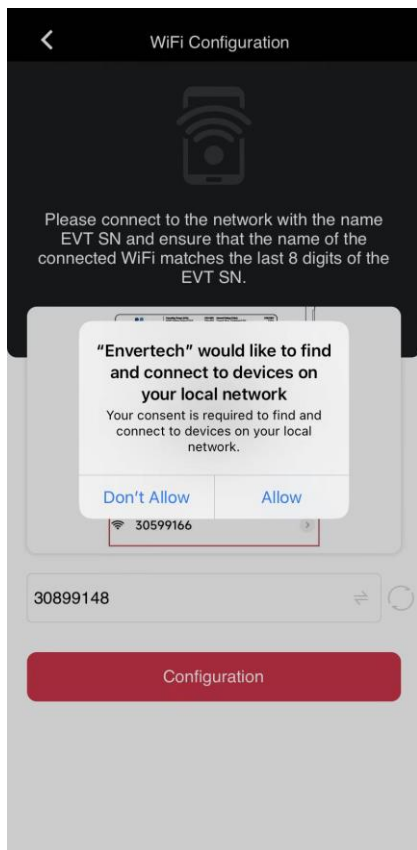 WiFi Configuration
Please connect to the network with the name
EVT SN and ensure that the name of the
connected WiFi matches the last 8 digits of the
EVT SN.
“Envertech” would like to find
and connect to devices on
your local network
Your consent is required to find and
connect to devices on your local
network.
Don't Allow
Allow
30599166
30899148
Configuration